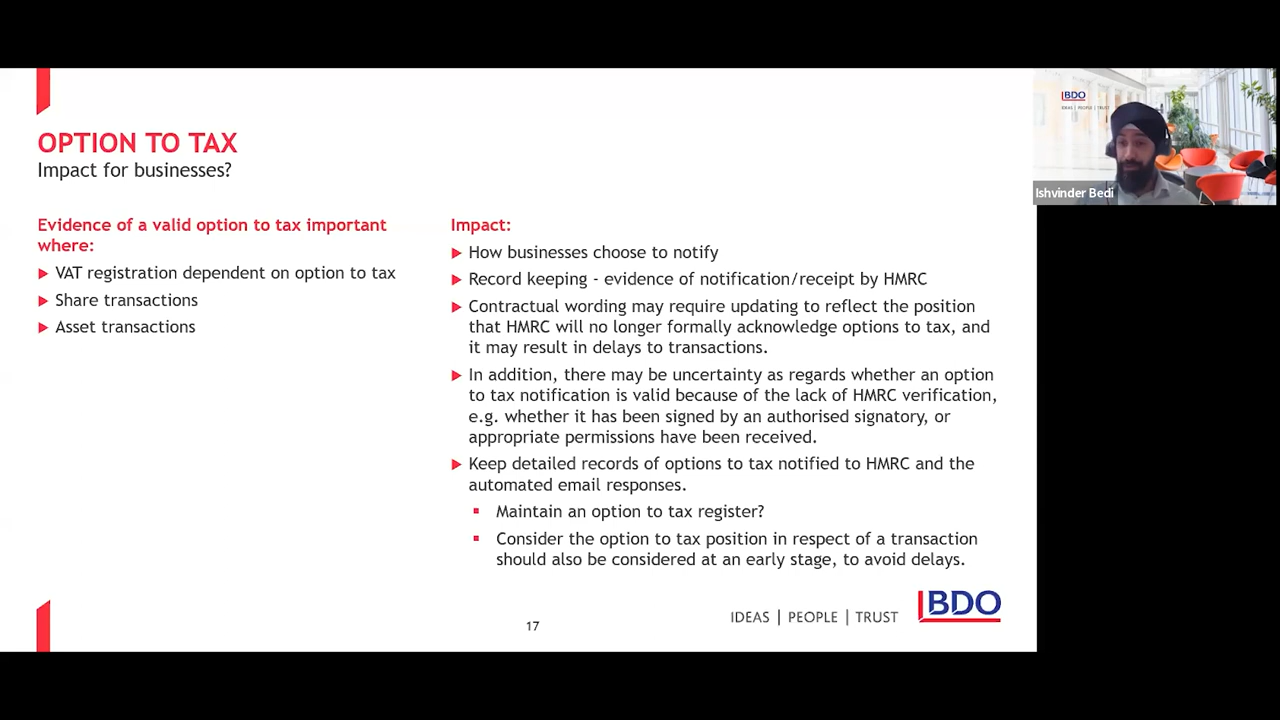 OPTION TO TAX
Impact for businesses?
Evidence of a valid option to tax important
where:
VAT registration dependent on option to tax
Share transactions
Asset transactions
Impact:
How businesses choose to notify
Record keeping - evidence of notification/receipt by HMRC
Contractual wording may require updating to reflect the position
that HMRC will no longer formally acknowledge options to tax, and
it may result in delays to transactions.
In addition, there may be uncertainty as regards whether an option
to tax notification is valid because of the lack of HMRC verification,
e.g. whether it has been signed by an authorised signatory, or
appropriate permissions have been received.
Keep detailed records of options to tax notified to HMRC and the
automated email responses.
Maintain an option to tax register?
Consider the option to tax position in respect of a transaction
should also be considered at an early stage, to avoid delays.
17
IDEAS | PEOPLE | TRUST
BDO
BDO
IDEAS | PEOPLE | TRUST
Ishvinder Bedi